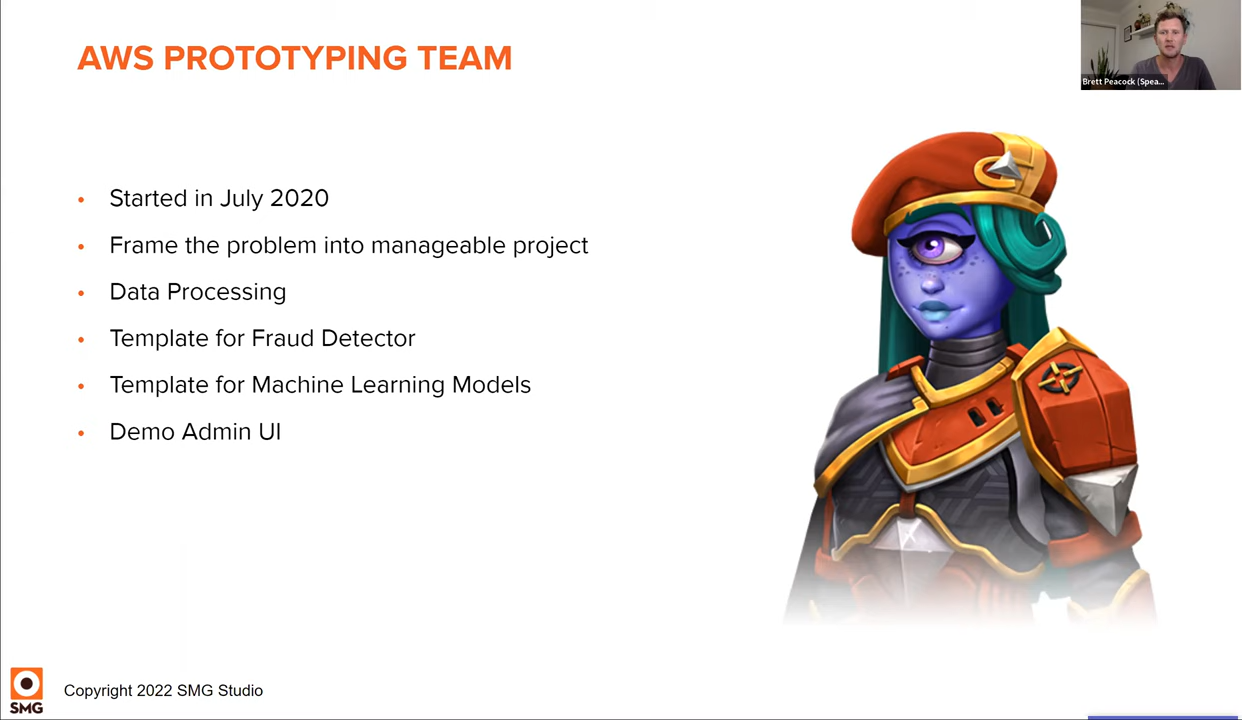 AWS PROTOTYPING TEAM
Brett Peacock (Spea...
• Started in July 2020
• Frame the problem into manageable project
• Data Processing
• Template for Fraud Detector
• Template for Machine Learning Models
• Demo Admin UI
SMG
Copyright 2022 SMG Studio